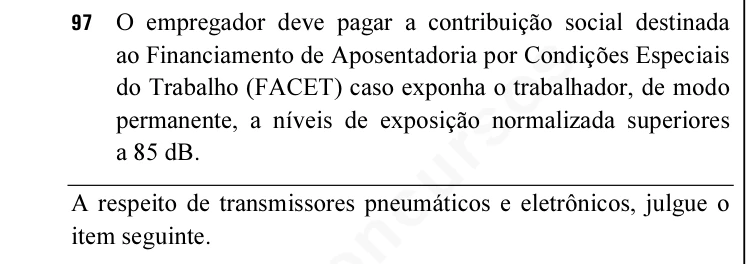 97 O empregador deve pagar a contribuição social destinada
ao Financiamento de Aposentadoria por Condições Especiais
do Trabalho (FACET) caso exponha o trabalhador, de modo
permanente, a níveis de exposição normalizada superiores
a 85 dB.
A respeito de transmissores pneumáticos e eletrônicos, julgue o
item seguinte.